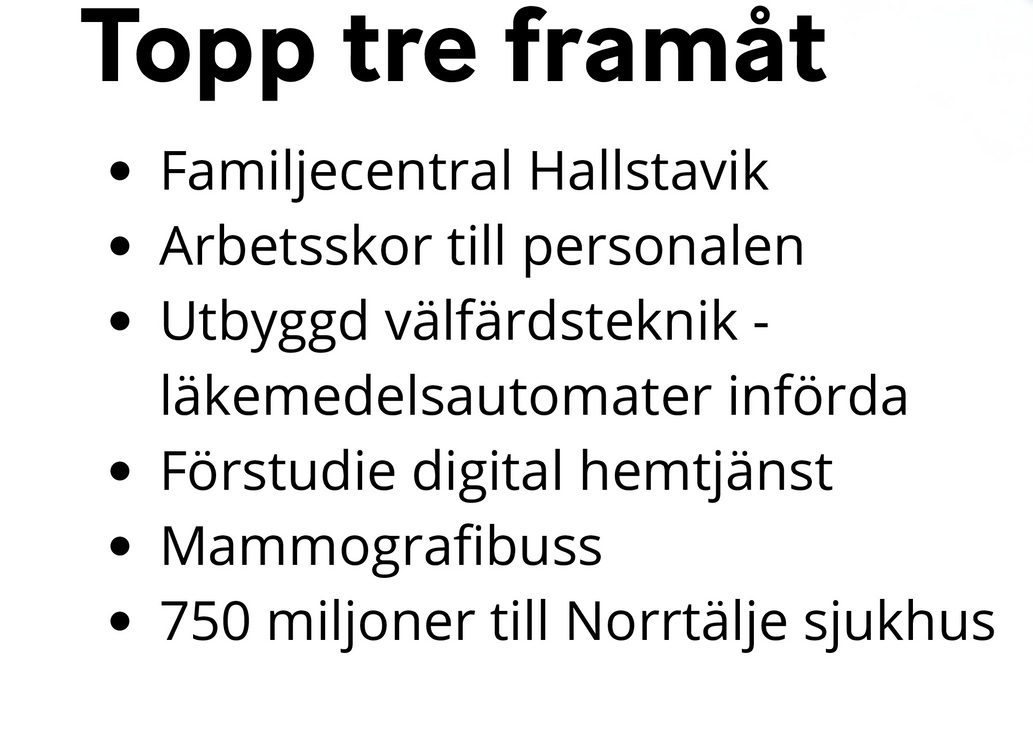 Topp tre framåt
• Familjecentral Hallstavik
• Arbetsskor till personalen
• Utbyggd välfärdsteknik -
läkemedelsautomater införda
• Förstudie digital hemtjänst
• Mammografibuss
• 750 miljoner till Norrtälje sjukhus